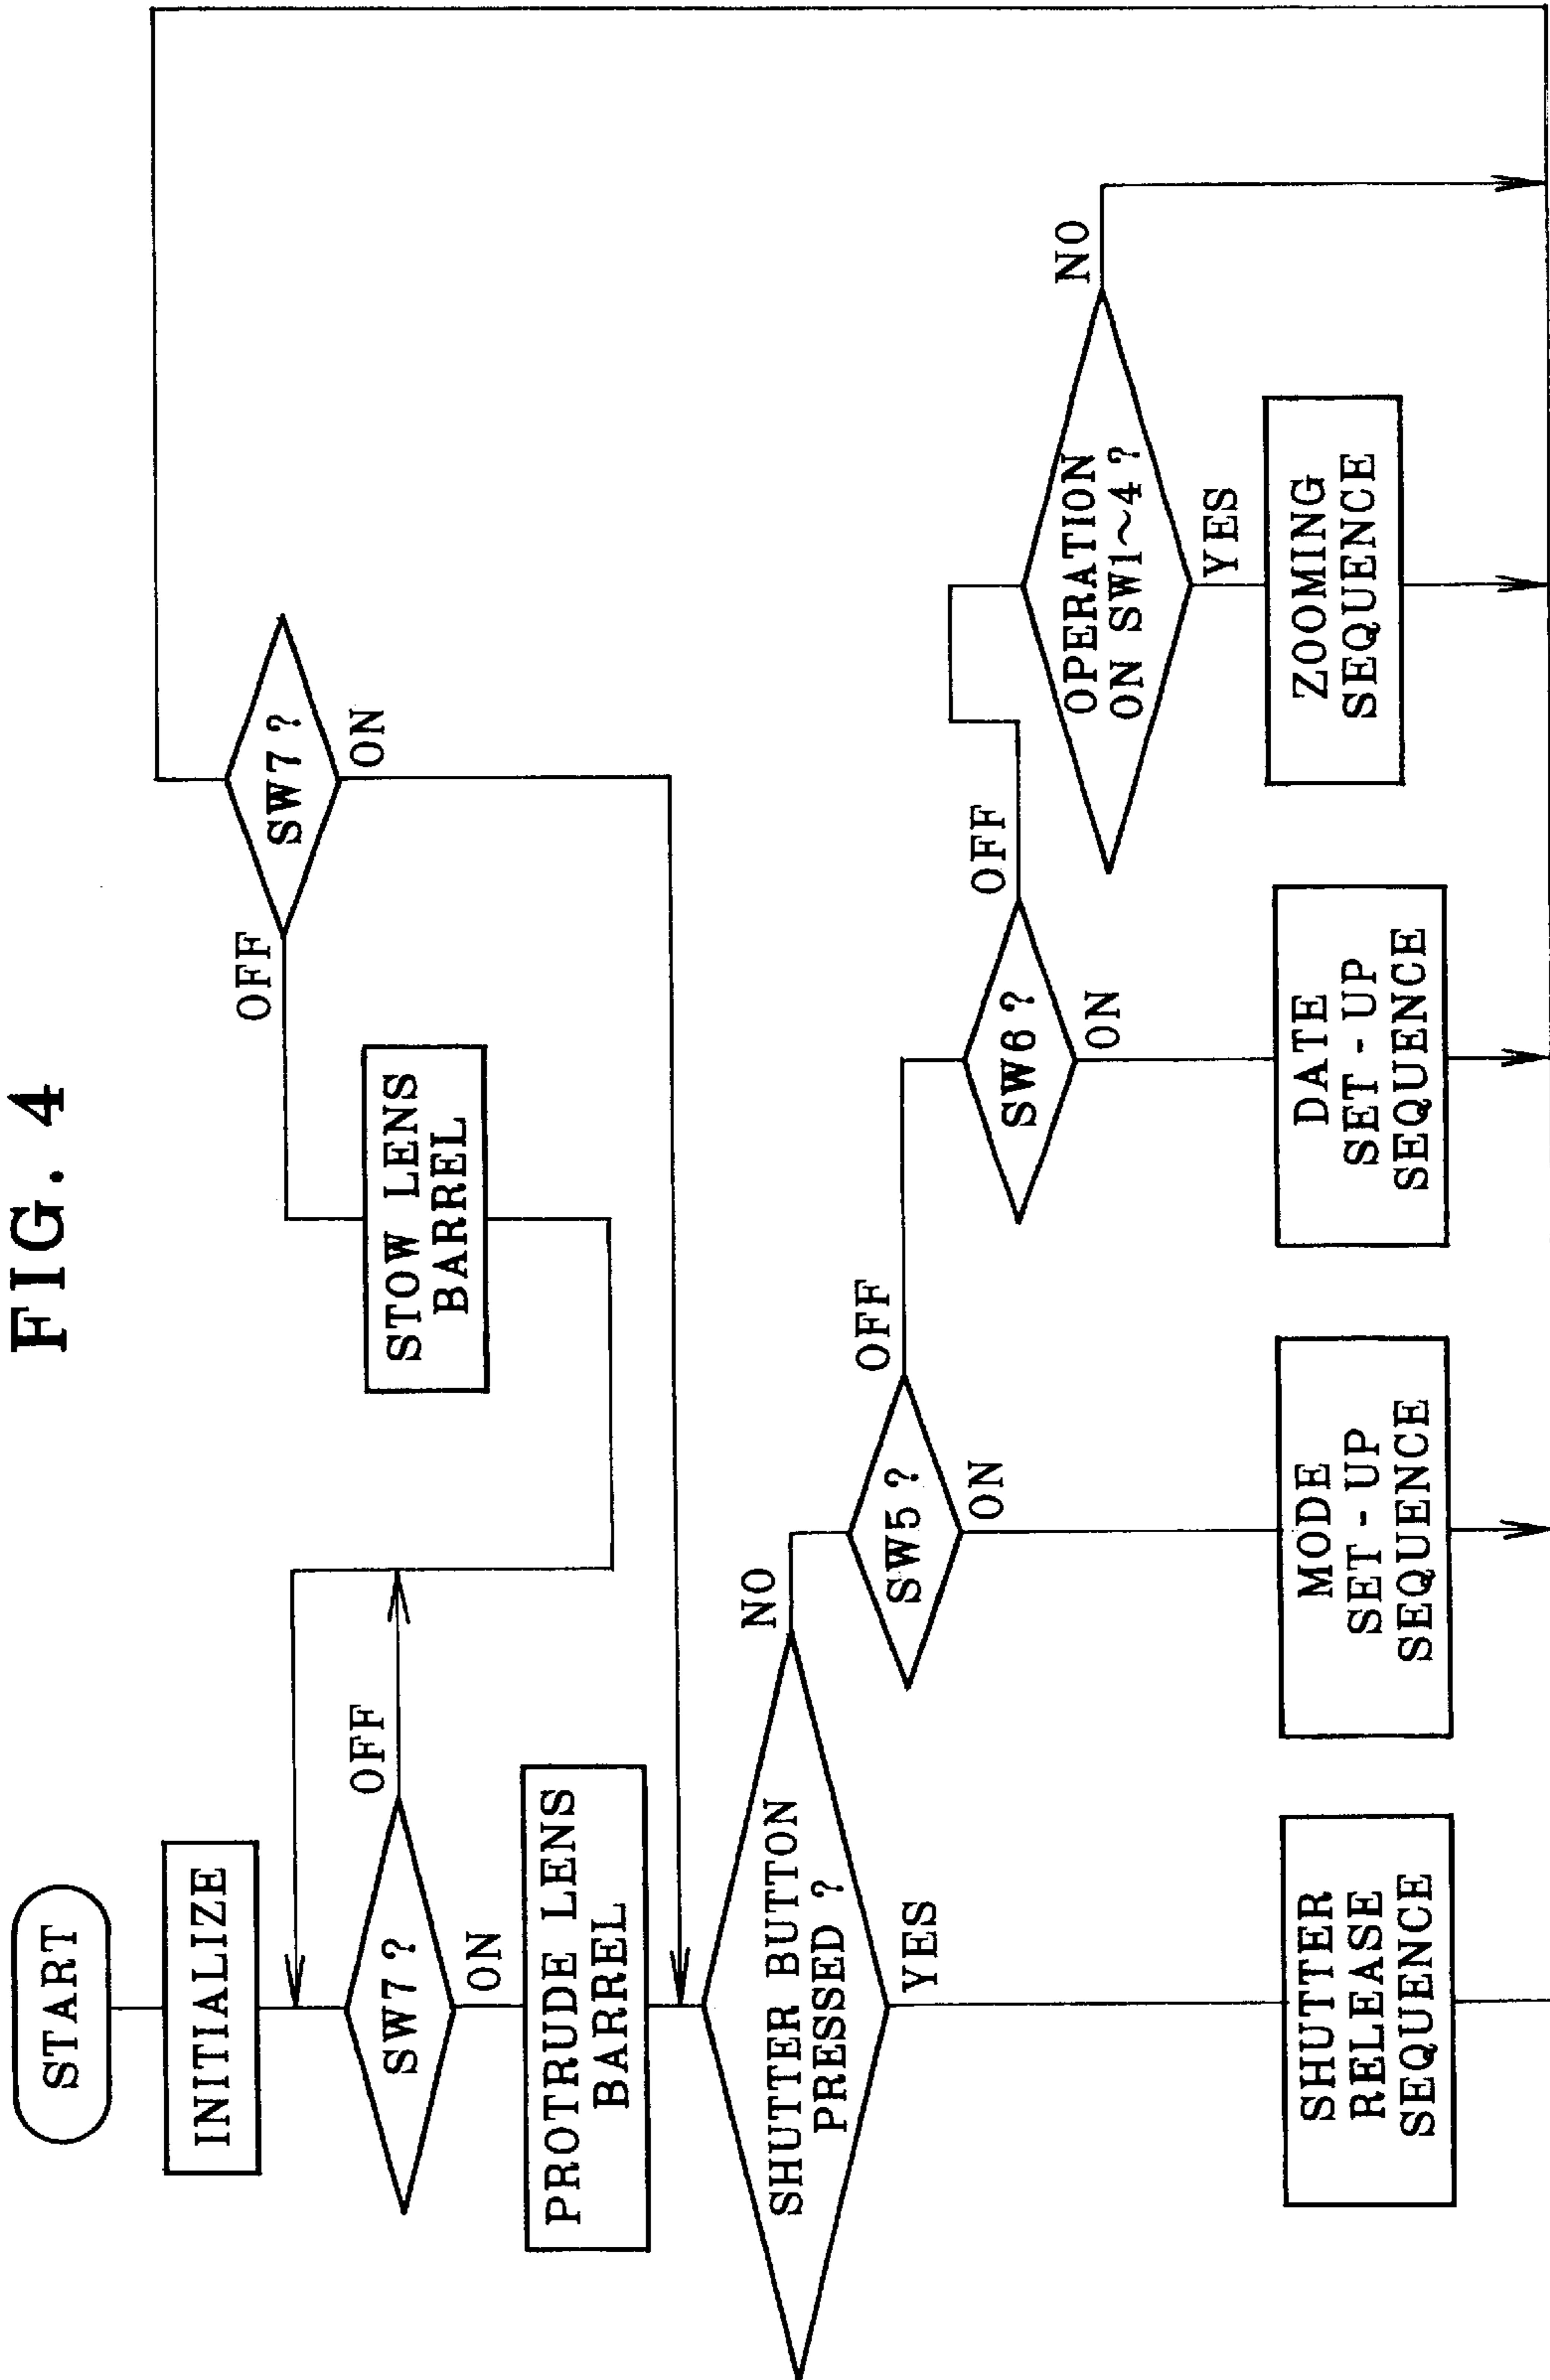 FIG. 4
START
INITIALIZE
SW7?
OFF
ON
PROTRUDE LENS
BARREL
STOW LENS
BARREL
OFF
SW7?
ON
SHUTTER BUTTON
PRESSED ?
NO
YES
SW5?
OFF
ON
SW6?
OFF
ON
OPERATION
ON SW1~4 ?
NO
YES
SHUTTER
RELEASE
SEQUENCE
MODE
SET-UP
SEQUENCE
DATE
SET-UP
SEQUENCE
ZOOMING
SEQUENCE